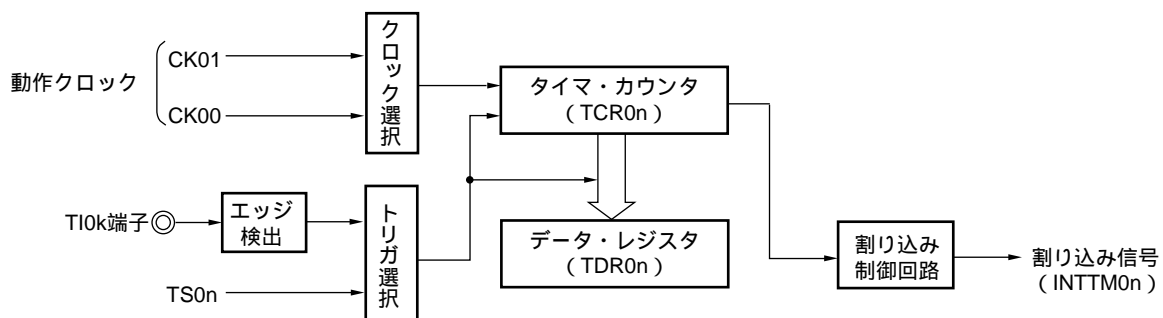 動作クロック
CK01
CK00
クロック選択
タイマ・カウンタ
（TCR0n）
TI0k端子
エッジ
検出
TS0n
トリガ選択
データ・レジスタ
（TDR0n）
割り込み
制御回路
割り込み信号
（INTTM0n）